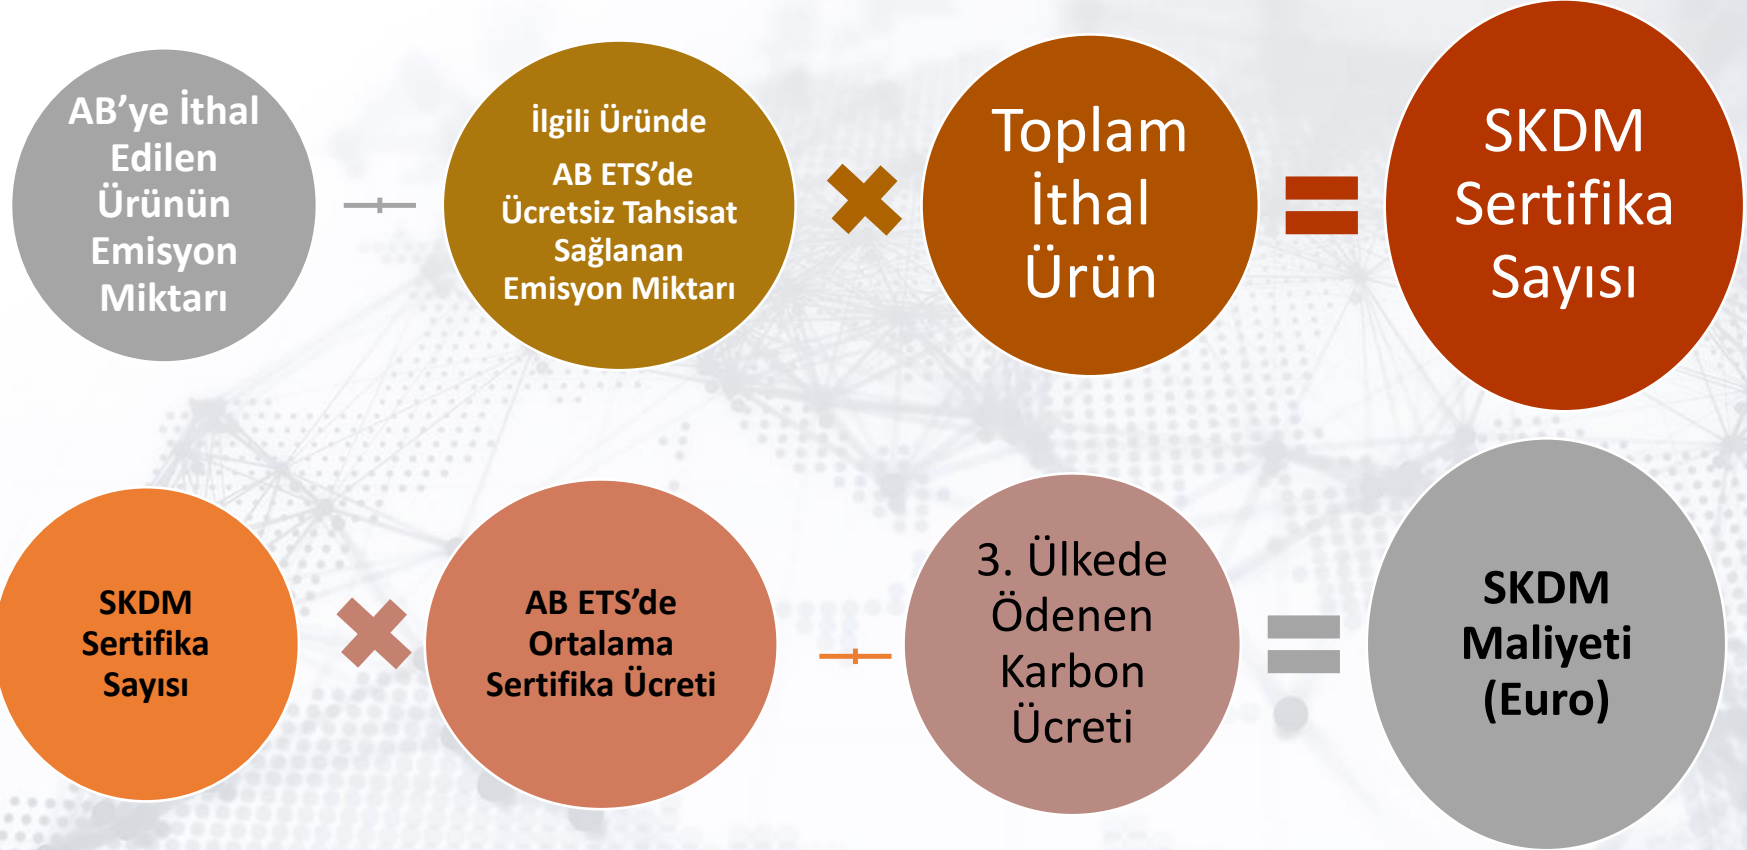 AB’ye İthal
Edilen
Ürünün
Emisyon
Miktarı
İlgili Üründe
AB ETS’de
Ücretsiz Tahsisat
Sağlanan
Emisyon Miktarı
Toplam
İthal
Ürün
SKDM
Sertifika
Sayısı
SKDM
Sertifika
Sayısı
AB ETS’de
Ortalama
Sertifika Ücreti
3. Ülkede
Ödenen
Karbon
Ücreti
SKDM
Maliyeti
(Euro)